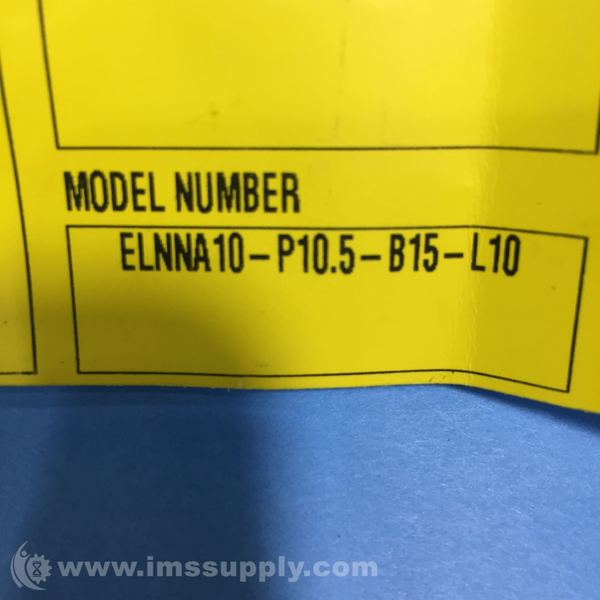 MODEL NUMBER
ELNNA10-P10.5-B15-L10
www.imssupply.com